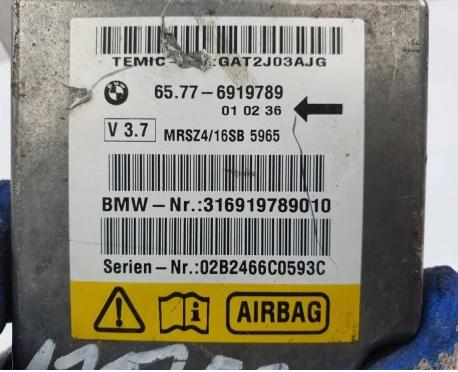 TEMIC- :GAT2J03AJG
65.77-6919789
01 02 36
V 3.7 MRSZ4/16SB 5965
BMW-Nr.:316919789010
Serien-Nr.:02B2466C0593C
AIRBAG